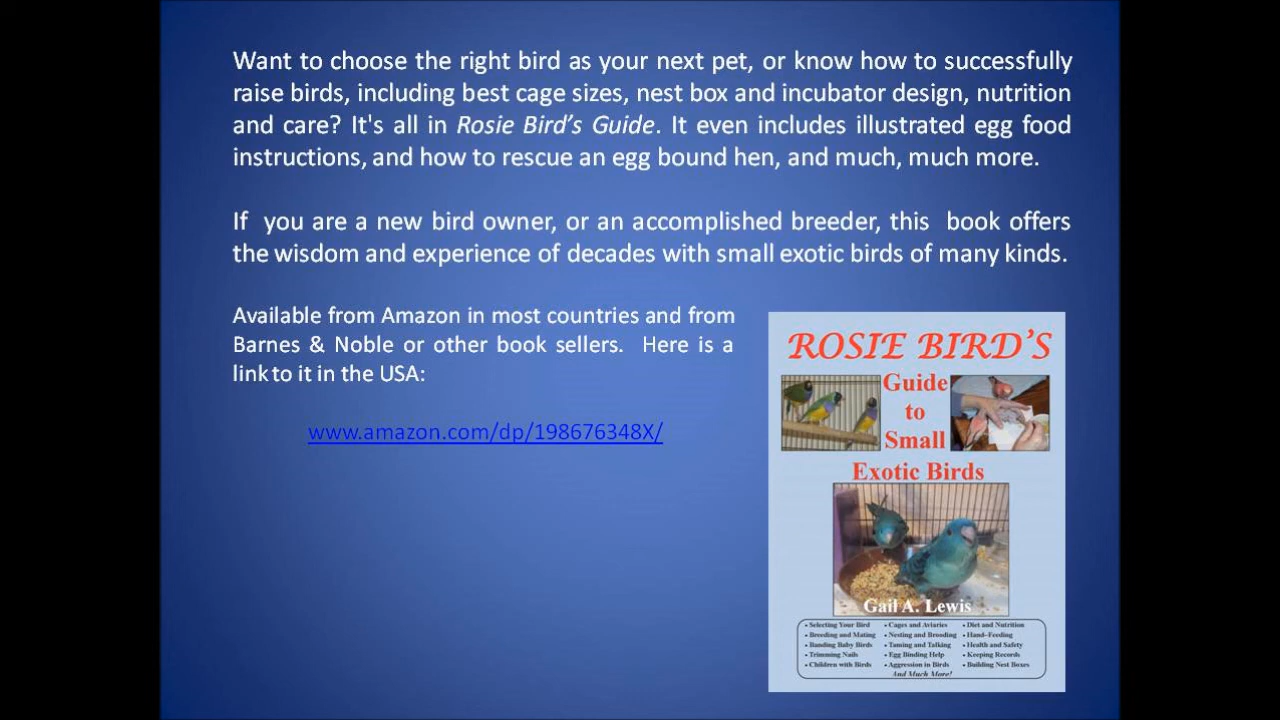 Want to choose the right bird as your next pet, or know how to successfully
raise birds, including best cage sizes, nest box and incubator design, nutrition
and care? It's all in Rosie Bird’s Guide. It even includes illustrated egg food
instructions, and how to rescue an egg bound hen, and much, much more.
If you are a new bird owner, or an accomplished breeder, this book offers
the wisdom and experience of decades with small exotic birds of many kinds.
Available from Amazon in most countries and from
Barnes & Noble or other book sellers. Here is a
link to it in the USA:
www.amazon.com/dp/198676348X/
ROSIE BIRD’S
Guide
to
Small
Exotic Birds
Gail A. Lewis
• Selecting Your Bird • Cages and Aviaries • Diet and Nutrition
• Breeding and Mating • Nesting and Brooding • Hand–Feeding
• Banding Baby Birds • Taming and Talking • Health and Safety
• Trimming Nails • Egg Binding Help • Keeping Records
• Children with Birds • Aggression in Birds • Building Nest Boxes
And Much More!